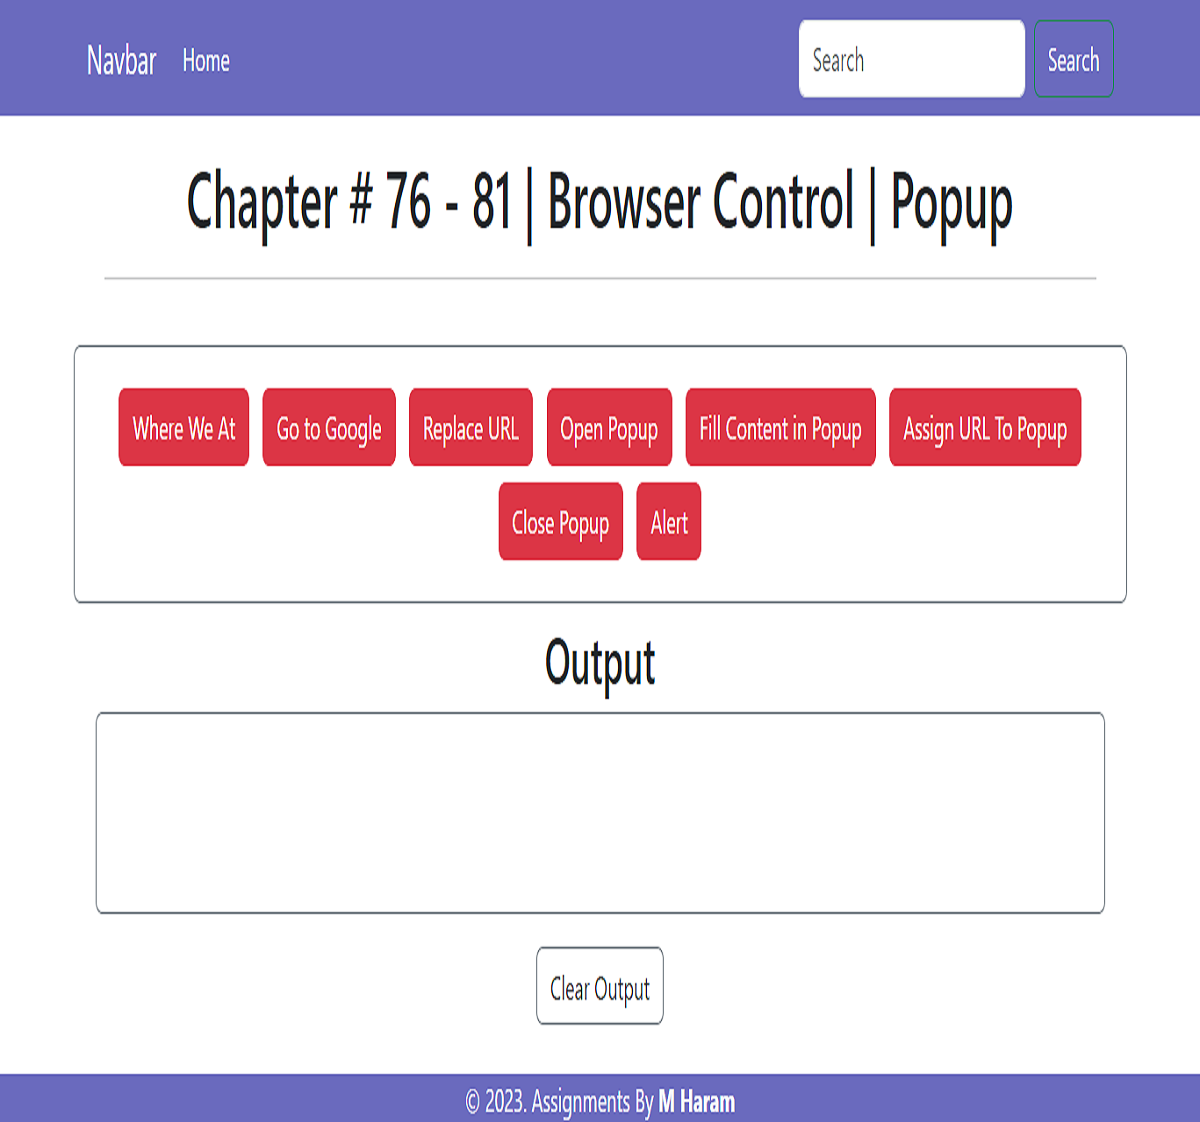 Navbar Home Search Search
Chapter # 76 - 81 | Browser Control | Popup
Where We At Go to Google Replace URL Open Popup Fill Content in Popup Assign URL To Popup
Close Popup Alert
Output
Clear Output
© 2023. Assignments By M Haram